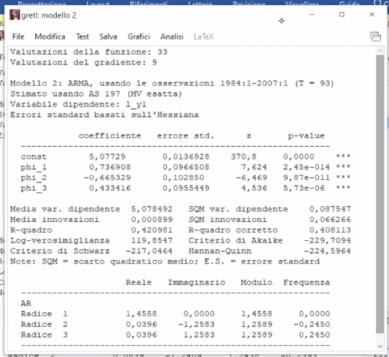 gretl: modello 2
File Modifica Test Salva Grafici Analisi LaTeX
Valutazioni della funzione: 33
Valutazioni del gradiente: 9
Modello 2: ARMA, usando le osservazioni 1984:1-2007:1 (T = 93)
Stimato usando AS 197 (MV esatta)
Variabile dipendente: l_y1
Errori standard basati sull'Hessiana
coefficiente errore std. z p-value
const 5,07729 0,0136928 370,8 0,0000 ***
phi_1 0,736908 0,0966508 7,624 2,45e-014 ***
phi_2 -0,665329 0,102850 -6,469 9,87e-011 ***
phi_3 0,433416 0,0955449 4,536 5,73e-06 ***
Media var. dipendente 5,078492 SQM var. dipendente 0,087547
Media innovazioni 0,000899 SQM innovazioni 0,066266
R-quadro 0,420981 R-quadro corretto 0,408113
Log-verosimiglianza 119,8547 Criterio di Akaike -229,7094
Criterio di Schwarz -217,0464 Hannan-Quinn -224,5964
Note: SQM = scarto quadratico medio; E.S. = errore standard
Reale Immaginario Modulo Frequenza
AR
Radice 1 1,4558 0,0000 1,4558 0,0000
Radice 2 0,0396 -1,2583 1,2589 -0,2450
Radice 3 0,0396 1,2583 1,2589 0,2450